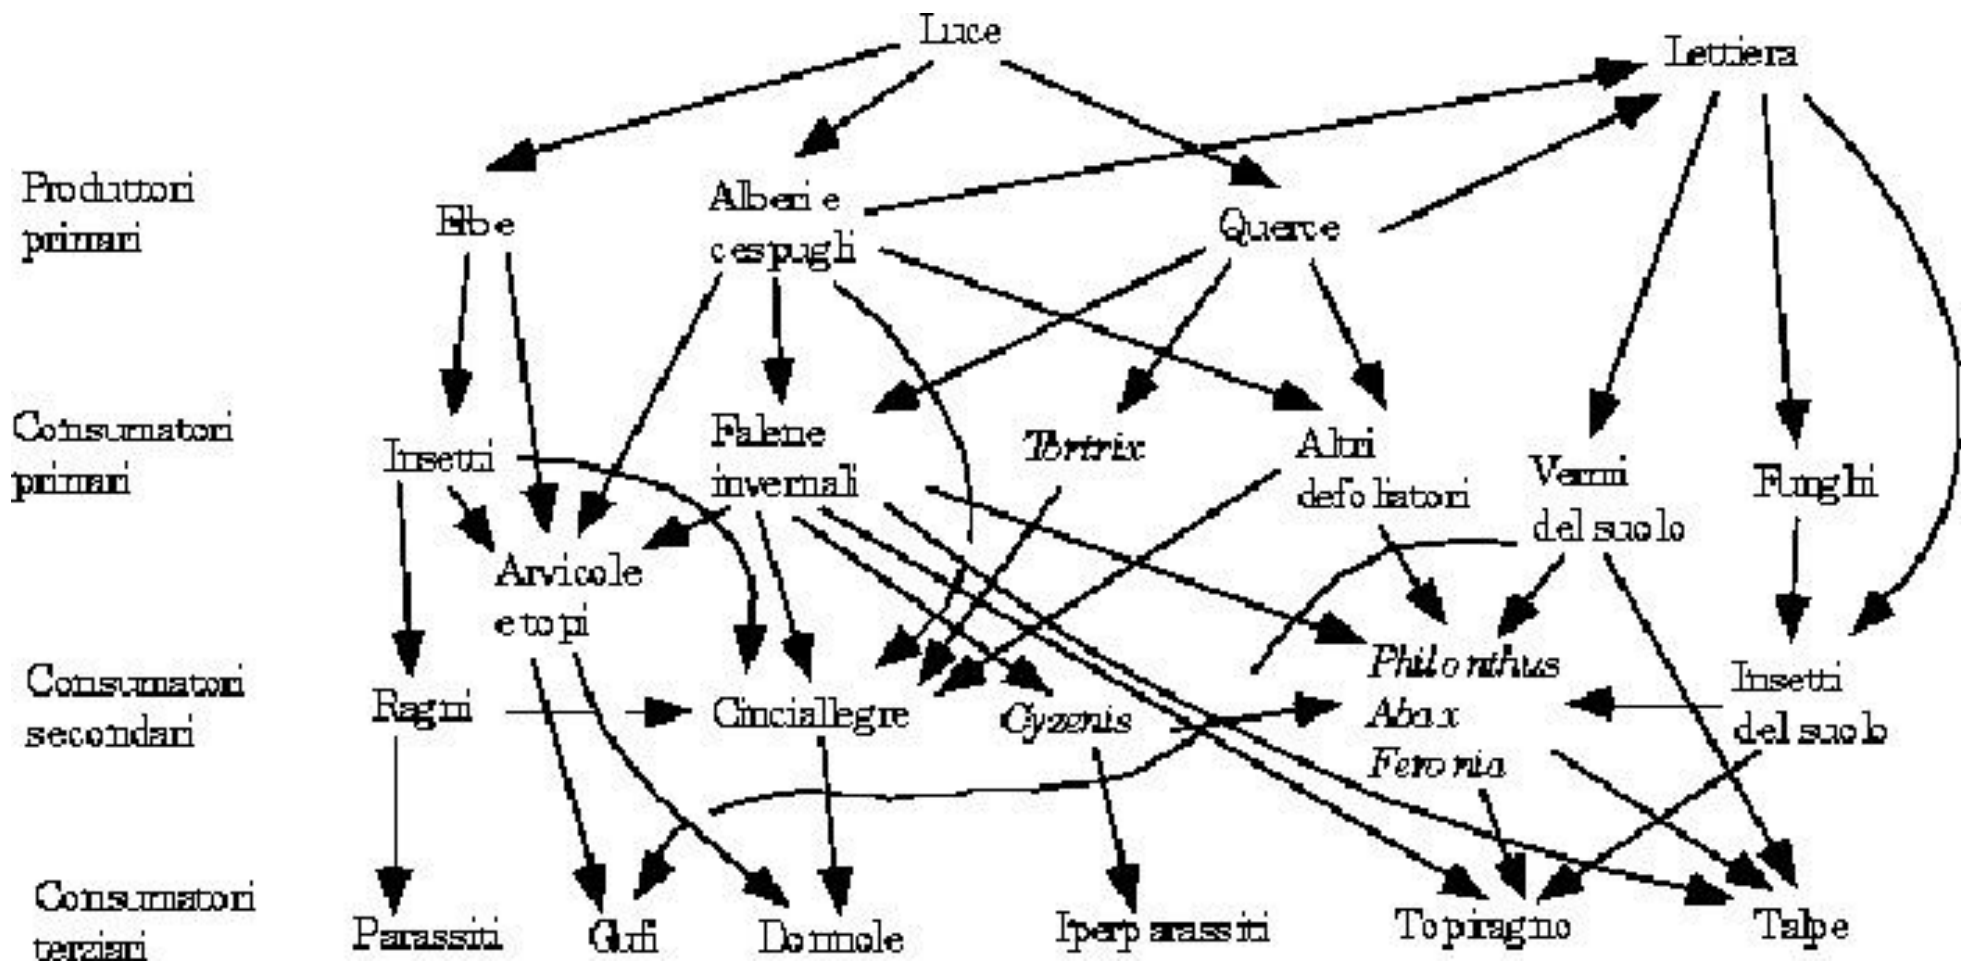 Luce
Lettiera
Produttori
primari
Erbe
Alberi e
cespugli
Querce
Consumatori
primari
Insetti
Falene
invernali
Tortrix
Altri
defoliatori
Vermi
del suolo
Funghi
Arvicole
e topi
Consumatori
secondari
Ragni
Cinciallegre
Cyzenis
Philonthus
Abax
Feronia
Insetti
del suolo
Consumatori
terziari
Parassiti
Gufi
Donnole
Iperparassiti
Topiragno
Talpe